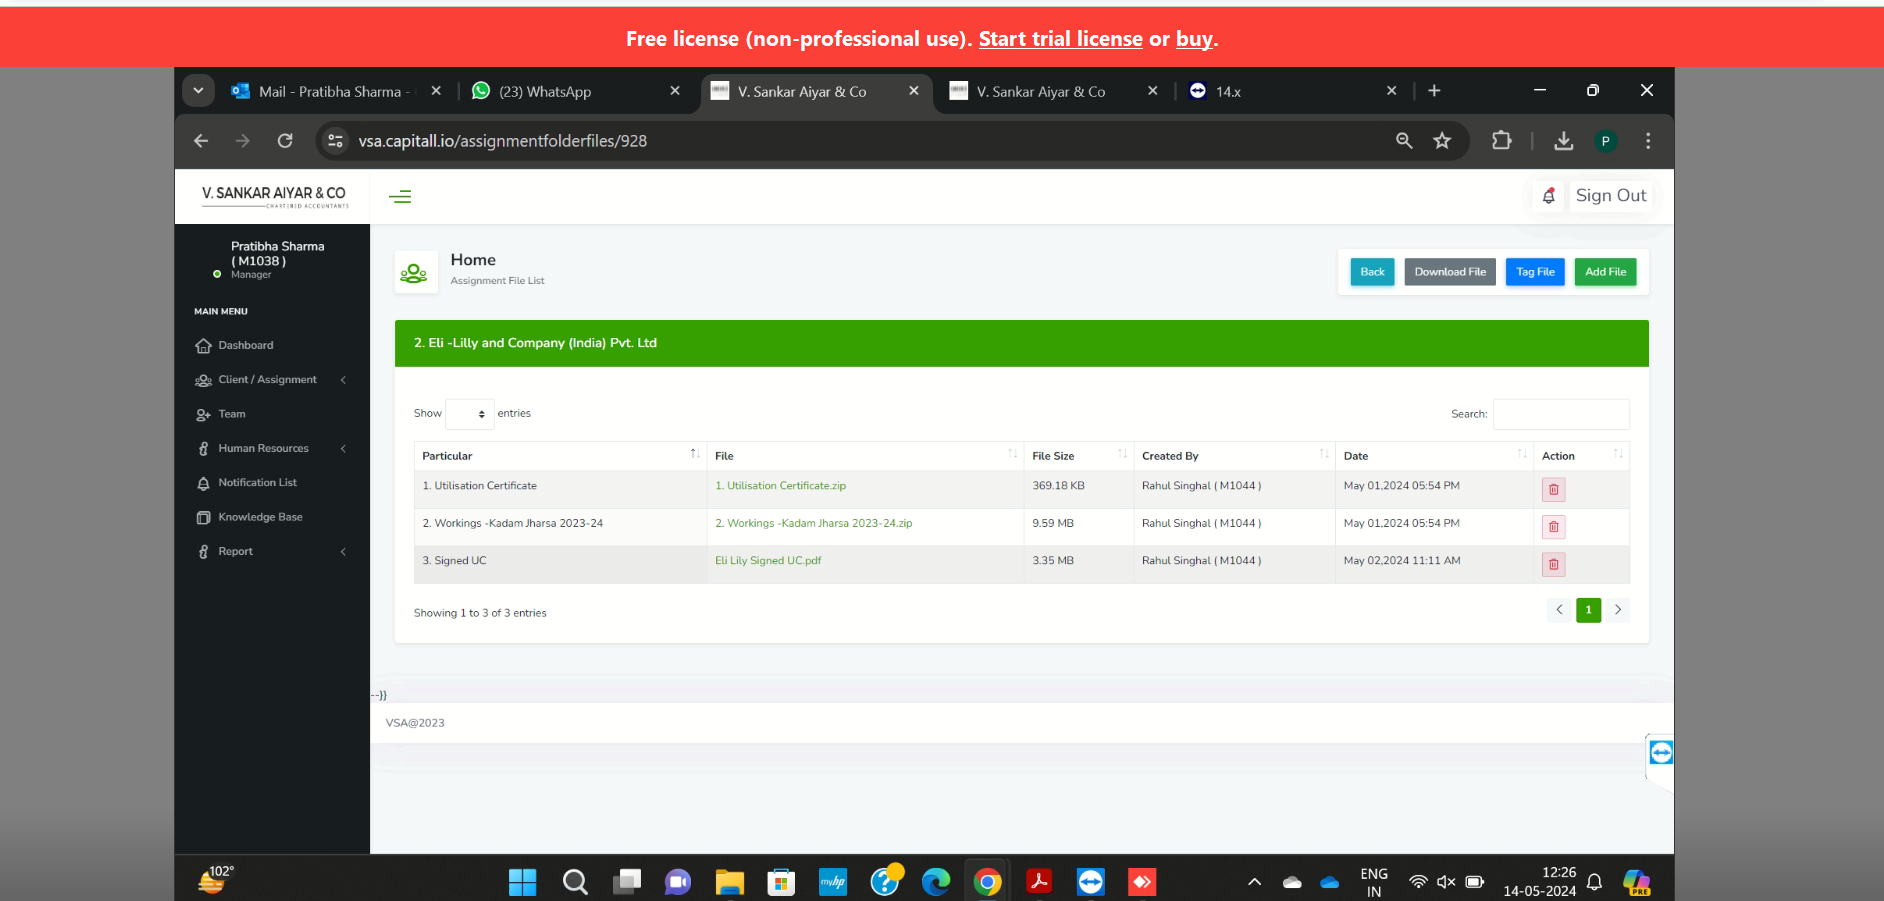 Free license (non-professional use). Start trial license or buy.
Mail - Pratibha Sharma -
(23) WhatsApp
V. Sankar Aiyar & Co
V. Sankar Aiyar & Co
14.x
vsa.capitall.io/assignmentfolderfiles/928
P
V. SANKAR AIYAR & CO
CHARTERED ACCOUNTANTS
Sign Out
Pratibha Sharma
( M1038 )
Manager
MAIN MENU
Dashboard
Client / Assignment
Team
Human Resources
Notification List
Knowledge Base
Report
Home
Assignment File List
Back
Download File
Tag File
Add File
2. Eli -Lilly and Company (India) Pvt. Ltd
Show entries
Search:
Particular File File Size Created By Date Action
1. Utilisation Certificate 1. Utilisation Certificate.zip 369.18 KB Rahul Singhal ( M1044 ) May 01,2024 05:54 PM
2. Workings -Kadam Jharsa 2023-24 2. Workings -Kadam Jharsa 2023-24.zip 9.59 MB Rahul Singhal ( M1044 ) May 01,2024 05:54 PM
3. Signed UC Eli Lily Signed UC.pdf 3.35 MB Rahul Singhal ( M1044 ) May 02,2024 11:11 AM
Showing 1 to 3 of 3 entries
1
--}}
VSA@2023
102°
myhp
ENG
IN
12:26
14-05-2024
PRE